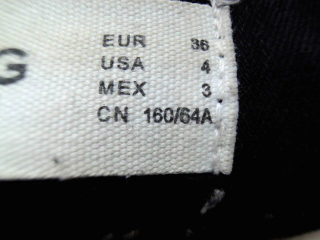 G
EUR 36
USA 4
MEX 3
CN 160/64A